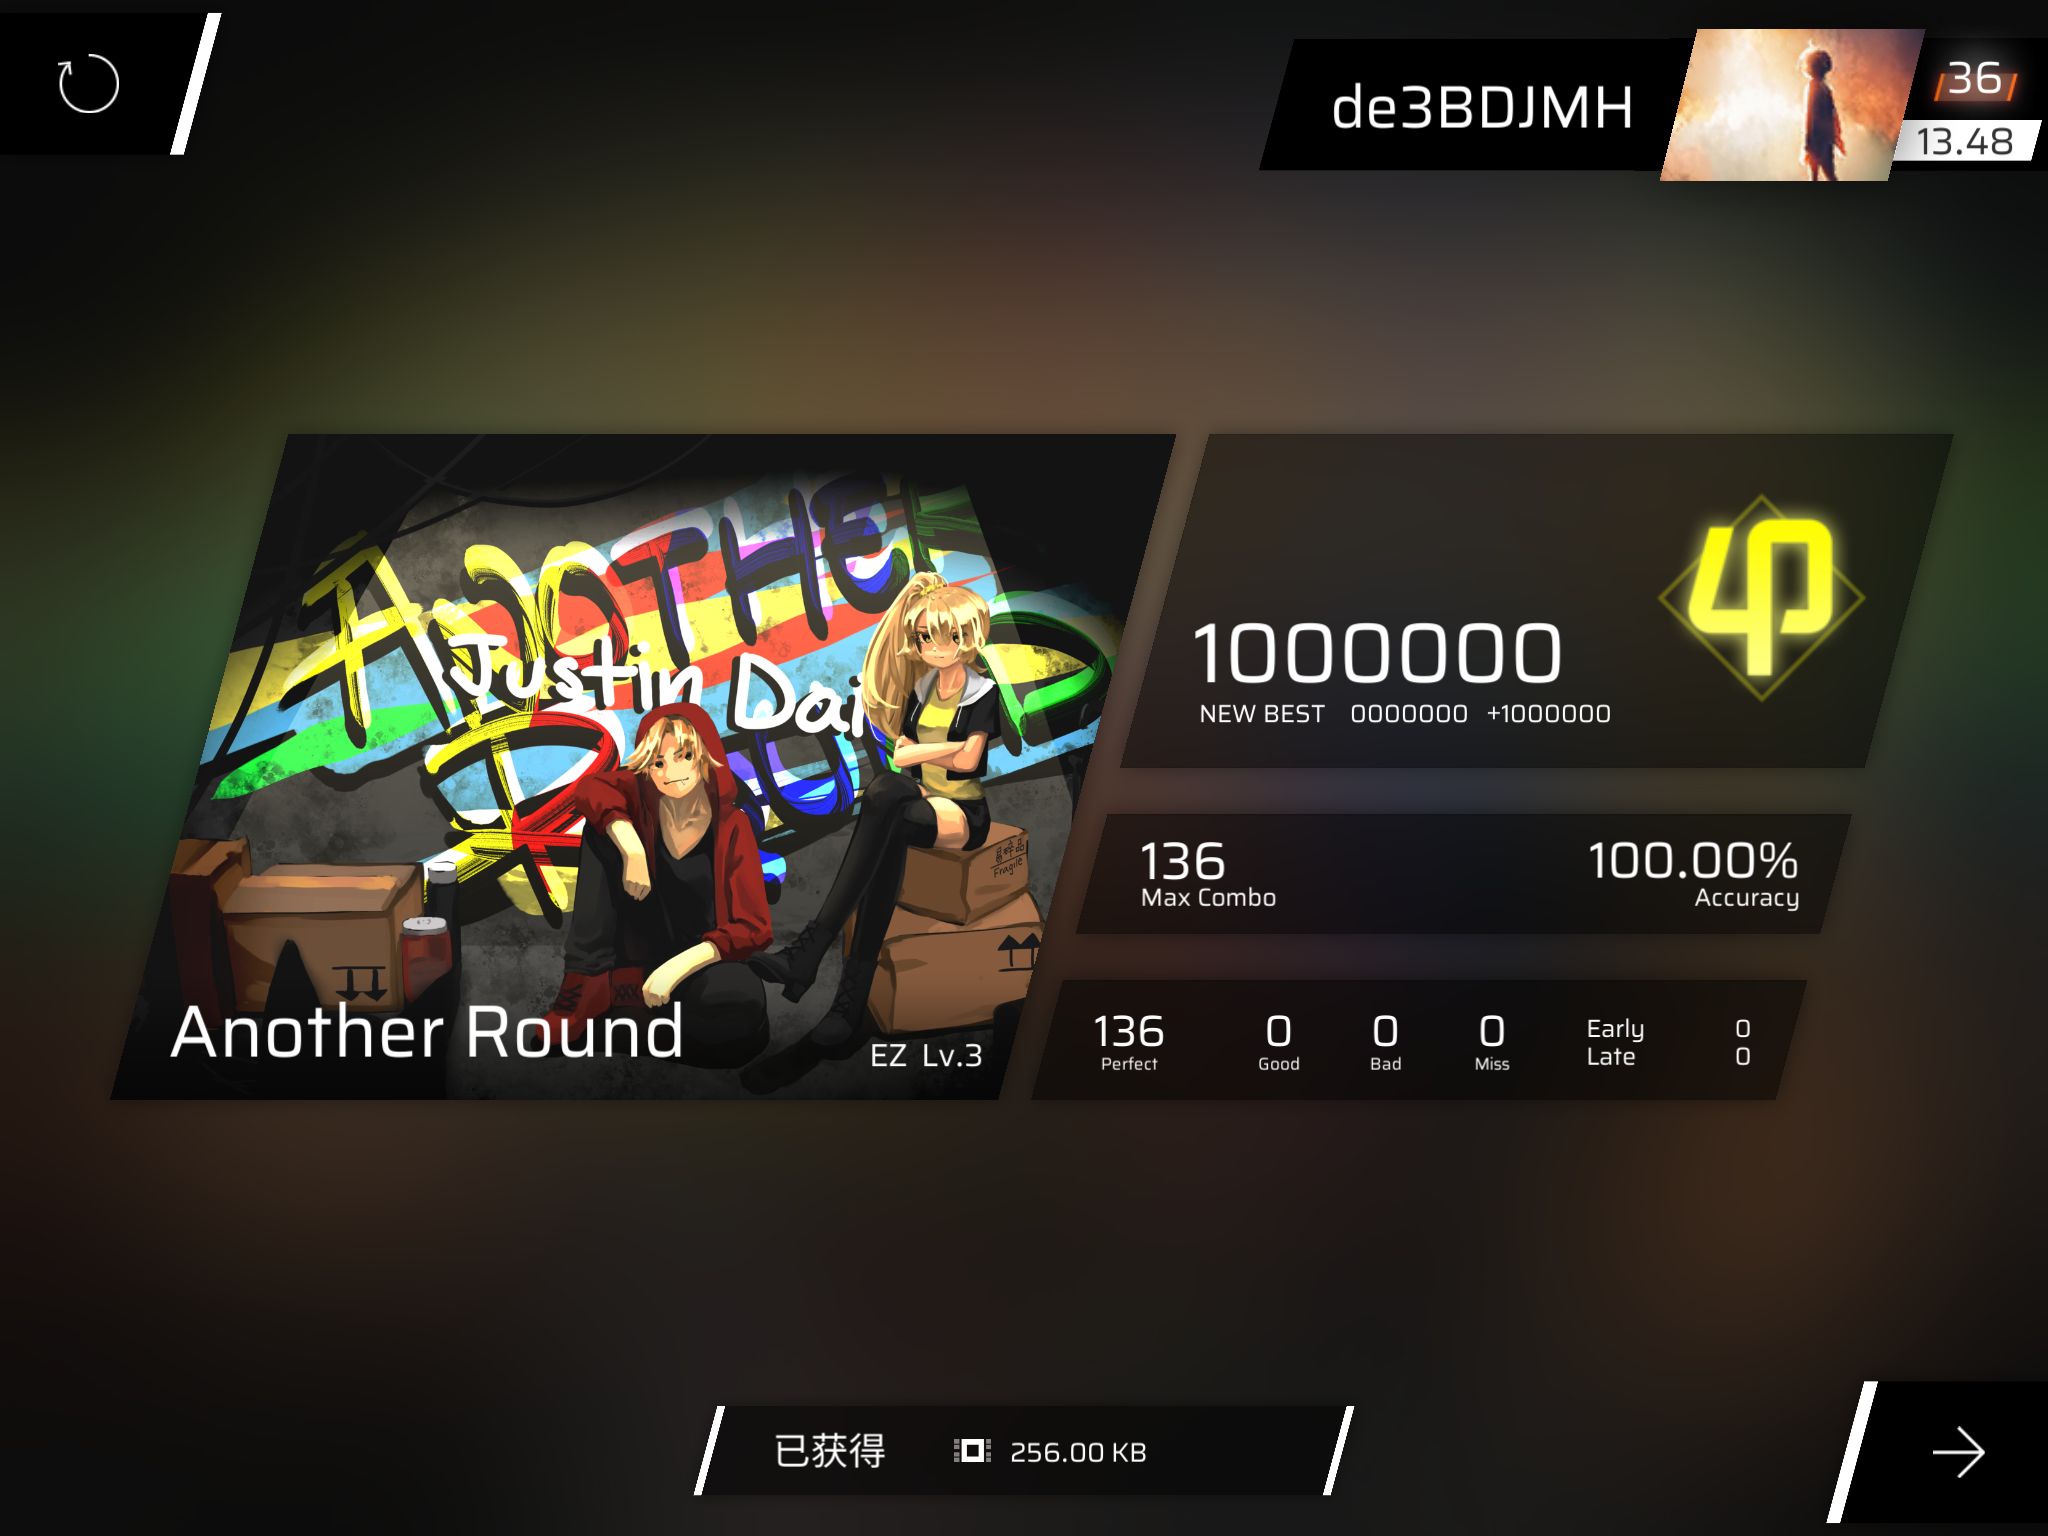 de3BDJMH
36
13.48
ANOTHER
Justin Dai
Fragile
Another Round
EZ Lv.3
φ
1000000
NEW BEST 0000000 +1000000
136
Max Combo
100.00%
Accuracy
136 0 0 0
Perfect Good Bad Miss
Early 0
Late 0
已获得 256.00 KB